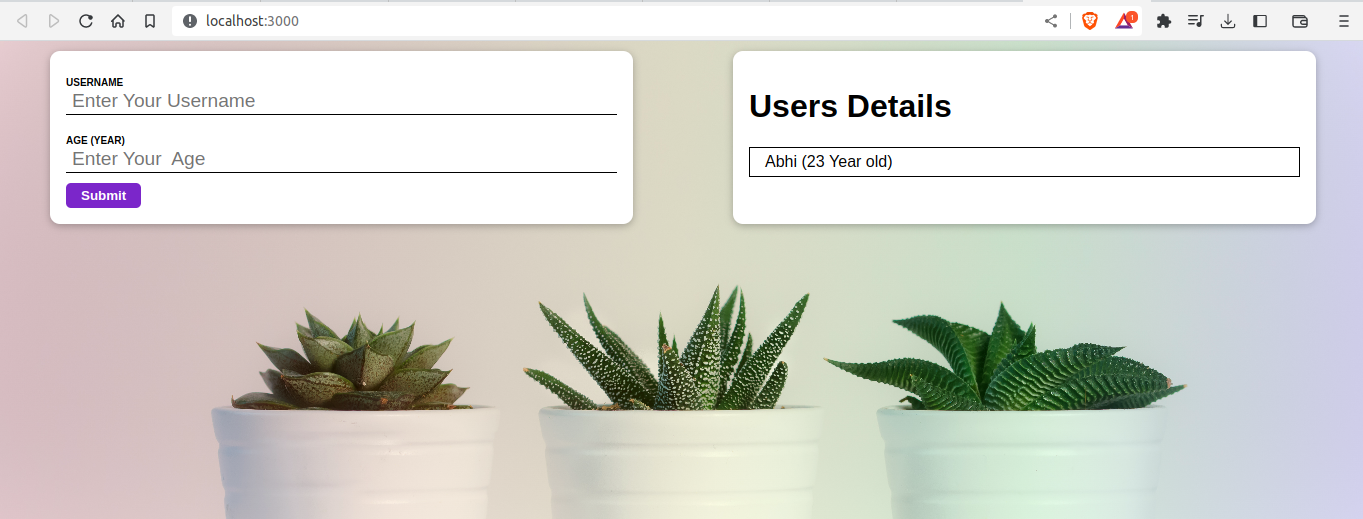 localhost:3000
1
USERNAME
Enter Your Username
AGE (YEAR)
Enter Your  Age
Submit
Users Details
Abhi (23 Year old)